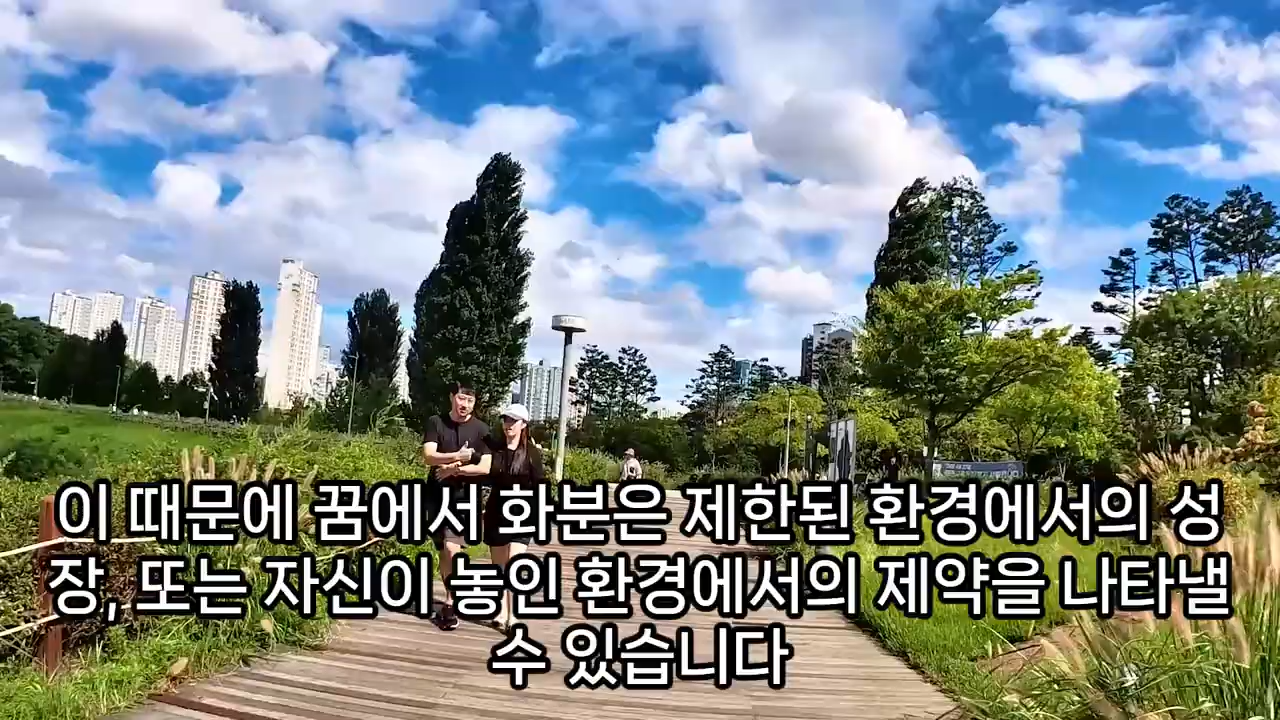 이 때문에 꿈에서 화분은 제한된 환경에서의 성
장, 또는 자신이 놓인 환경에서의 제약을 나타낼
수 있습니다